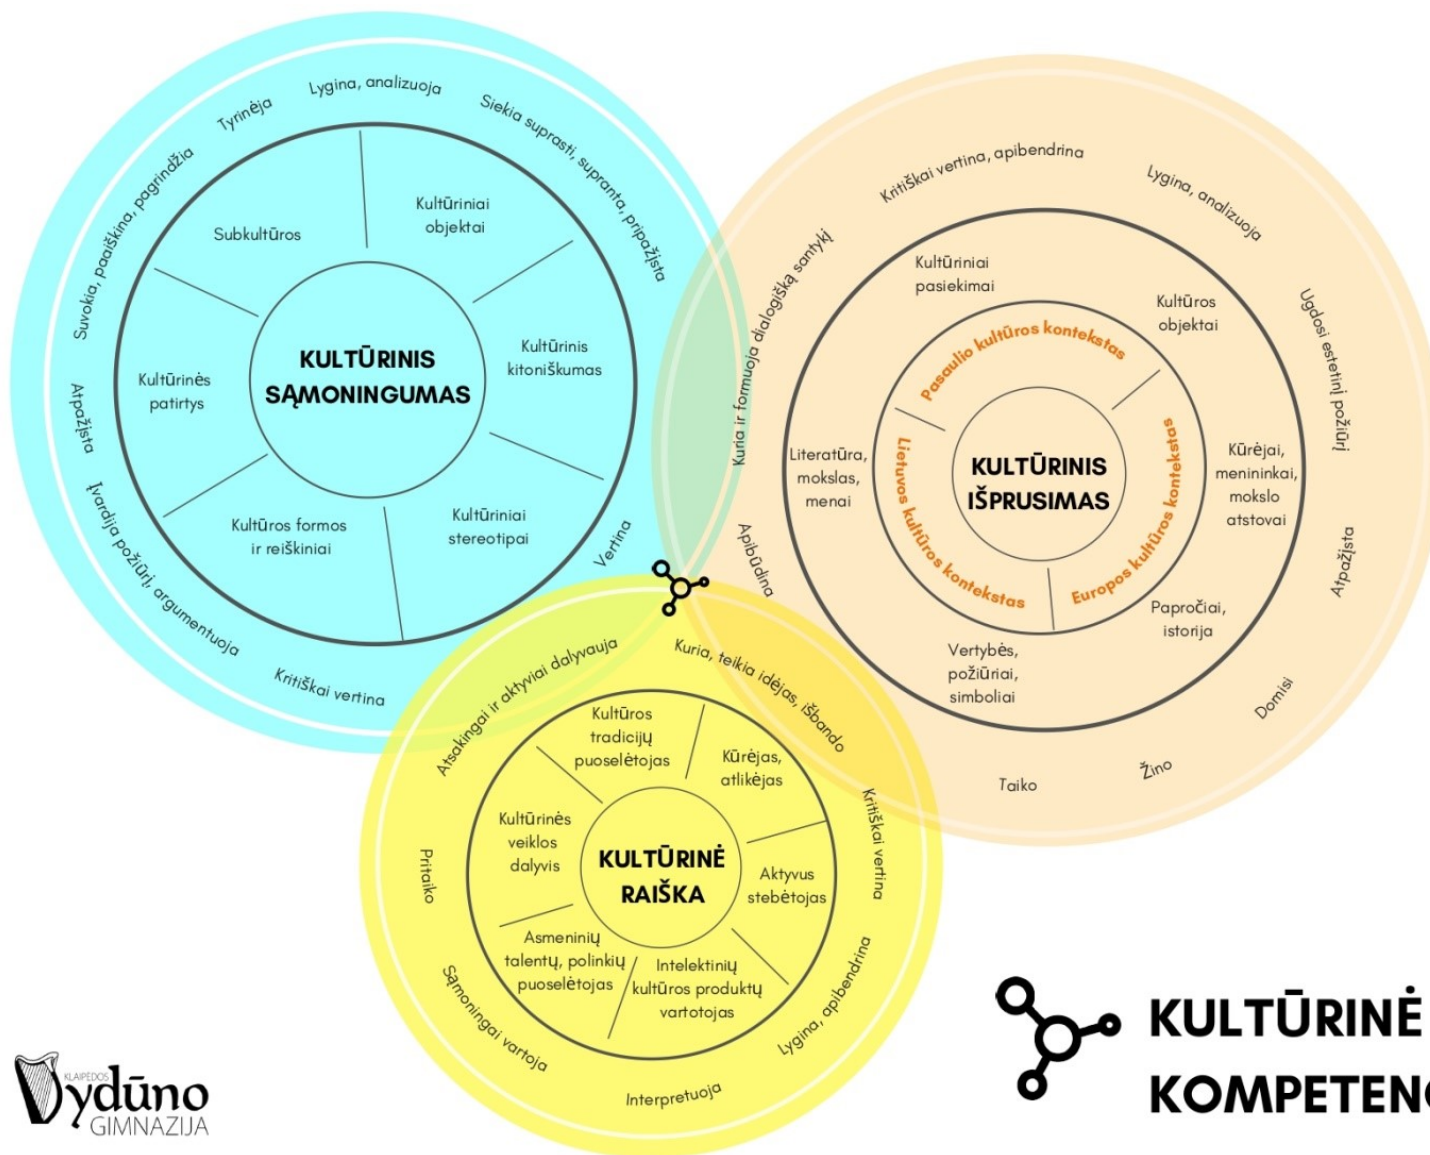 Lygina, analizuoja
Siekia suprasti, supranta, pripažįsta
Tyrinėja
Suvokia, paaiškina, pagrindžia
Atpažįsta
Įvardija požiūrį, argumentuoja
Kritiškai vertina
Vertina
Subkultūros
Kultūriniai
objektai
Kultūrinis
kitoniškumas
Kultūrinės
patirtys
Kultūros formos
ir reiškiniai
Kultūriniai
stereotipai
KULTŪRINIS
SĄMONINGUMAS
Kritiškai vertina, apibendrina
Lygina, analizuoja
Ugdosi estetinį požiūrį
Atpažįsta
Domisi
Žino
Taiko
Apibūdina
Kuria ir formuoja dialogišką santykį
Kultūriniai
pasiekimai
Kultūros
objektai
Kūrėjai,
menininkai,
mokslo
atstovai
Papročiai,
istorija
Vertybės,
požiūriai,
simboliai
Literatūra,
mokslas,
menai
Pasaulio kultūros kontekstas
Europos kultūros kontekstas
Lietuvos kultūros kontekstas
KULTŪRINIS
IŠPRUSIMAS
Atsakingai ir aktyviai dalyvauja
Kuria, teikia idėjas, išbando
Kritiškai vertina
Lygina, apibendrina
Interpretuoja
Sąmoningai vartoja
Pritaiko
Kultūros
tradicijų
puoselėtojas
Kūrėjas,
atlikėjas
Aktyvus
stebėtojas
Intelektinių
kultūros produktų
vartotojas
Asmeninių
talentų, polinkių
puoselėtojas
Kultūrinės
veiklos
dalyvis
KULTŪRINĖ
RAIŠKA
KULTŪRINĖ
KOMPETENC
KLAIPĖDOS
Vydūno
GIMNAZIJA